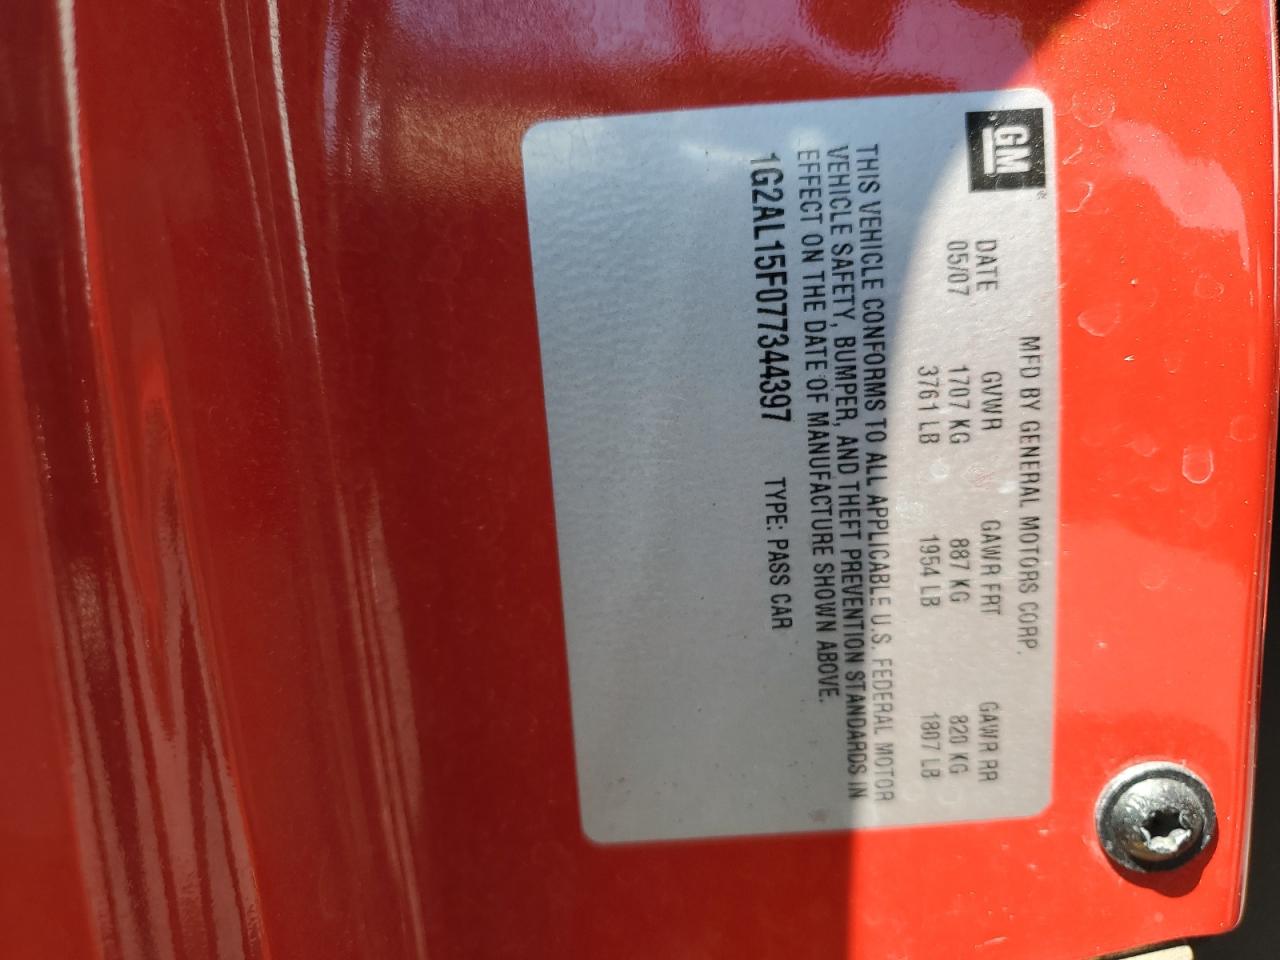 GM®
MFD BY GENERAL MOTORS CORP.
DATE GVWR GAWR FRT GAWR RR
05/07 1707 KG 887 KG 820 KG
3761 LB 1954 LB 1807 LB
THIS VEHICLE CONFORMS TO ALL APPLICABLE U.S. FEDERAL MOTOR
VEHICLE SAFETY, BUMPER, AND THEFT PREVENTION STANDARDS IN
EFFECT ON THE DATE OF MANUFACTURE SHOWN ABOVE.
1G2AL15F077344397 TYPE: PASS CAR